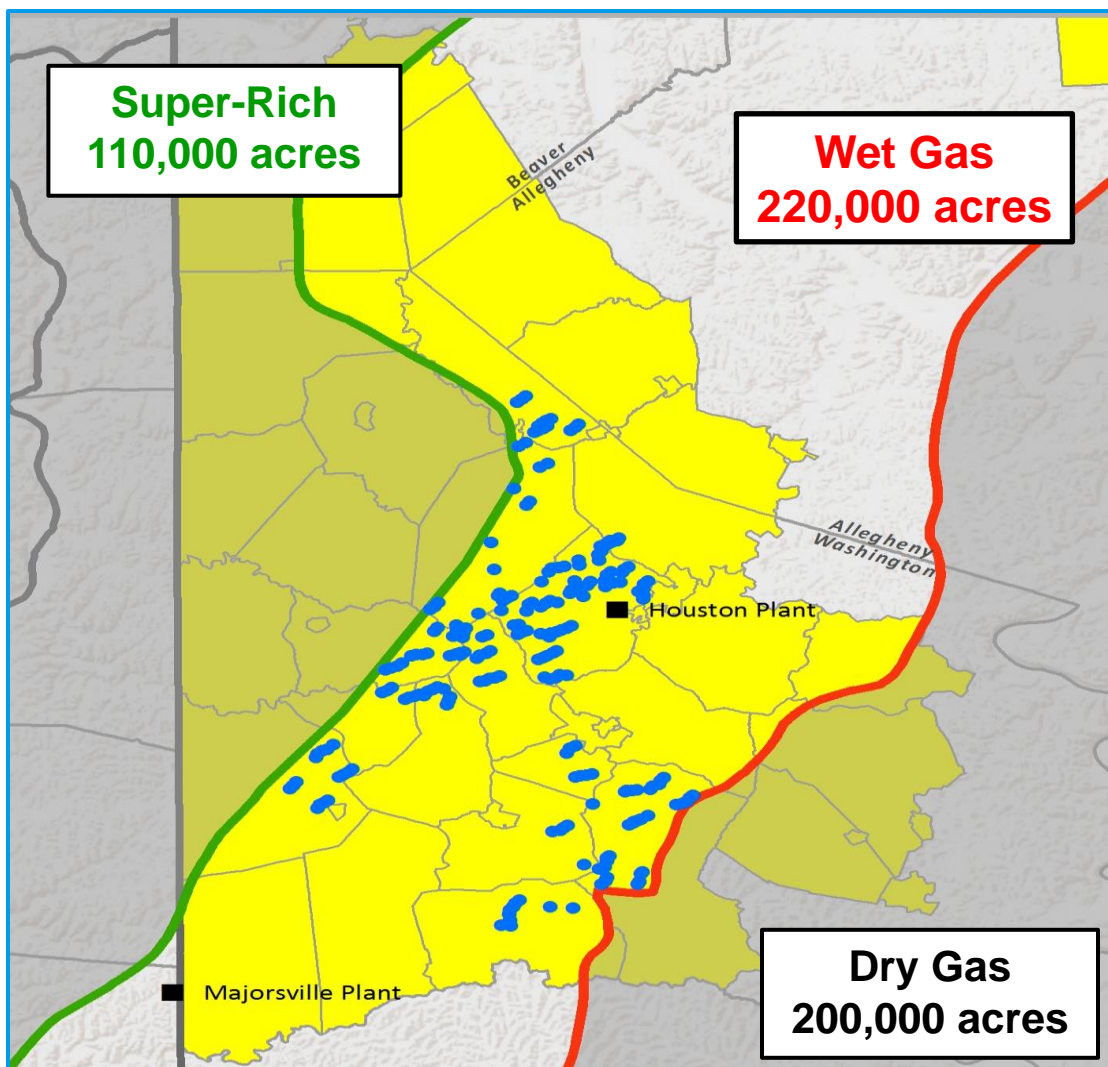 Super-Rich
110,000 acres
Wet Gas
220,000 acres
Beaver
Allegheny
Allegheny
Washington
Houston Plant
Majorsville Plant
Dry Gas
200,000 acres